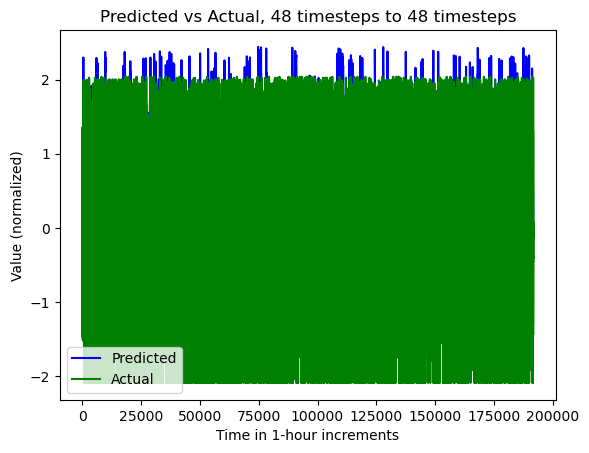 Predicted vs Actual, 48 timesteps to 48 timesteps
Value (normalized)
2
1
0
−1
−2
Predicted
Actual
0 25000 50000 75000 100000 125000 150000 175000 200000
Time in 1-hour increments